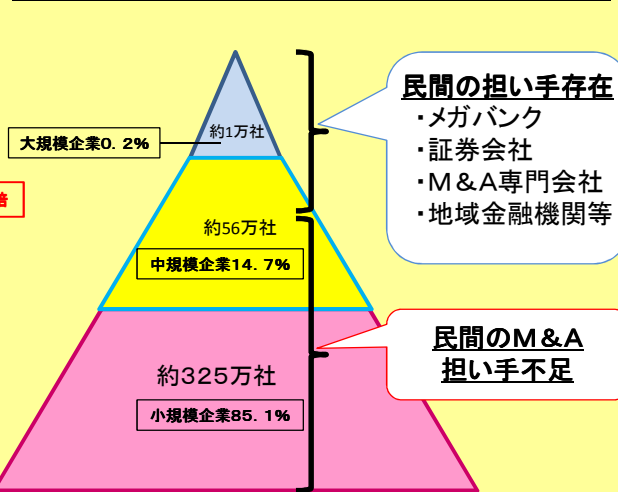 民間の担い手存在
・メガバンク
・証券会社
・M&A専門会社
・地域金融機関等
約1万社
大規模企業0.2%
約56万社
中規模企業14.7%
民間のM&A
担い手不足
約325万社
小規模企業85.1%